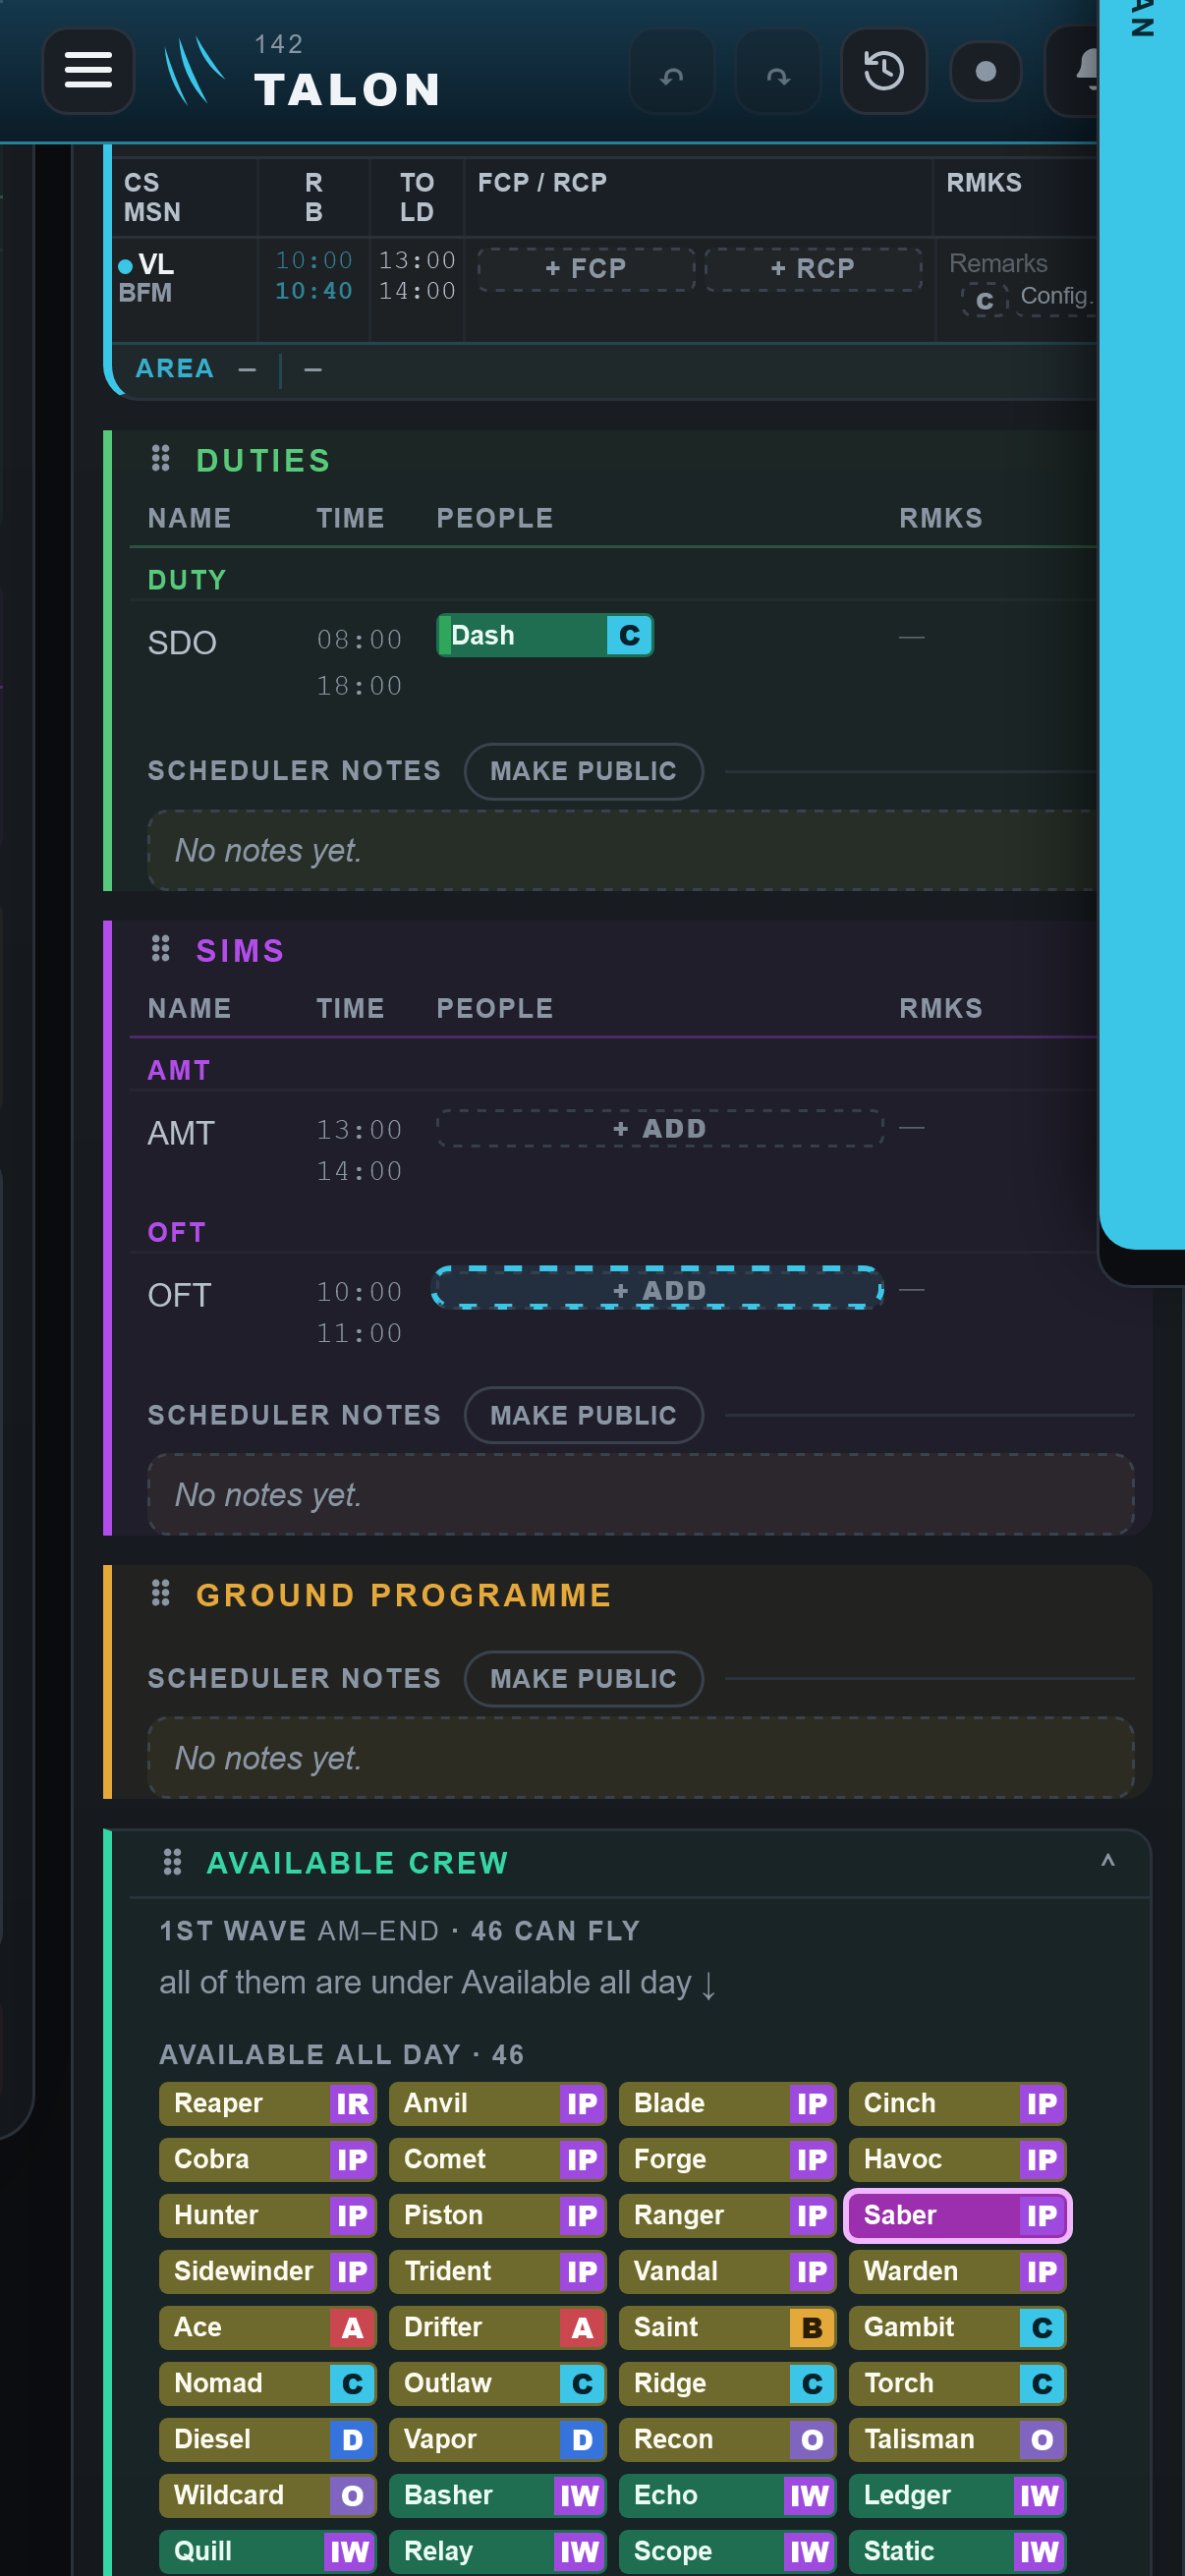 142
TALON
AN
CS
MSN
R
B
TO
LD
FCP / RCP
RMKS
VL
BFM
10:00
10:40
13:00
14:00
+ FCP
+ RCP
Remarks
C Config.
AREA – –
DUTIES
NAME TIME PEOPLE RMKS
DUTY
SDO 08:00 Dash C —
18:00
SCHEDULER NOTES MAKE PUBLIC
No notes yet.
SIMS
NAME TIME PEOPLE RMKS
AMT
AMT 13:00 + ADD —
14:00
OFT
OFT 10:00 + ADD —
11:00
SCHEDULER NOTES MAKE PUBLIC
No notes yet.
GROUND PROGRAMME
SCHEDULER NOTES MAKE PUBLIC
No notes yet.
AVAILABLE CREW
1ST WAVE AM–END · 46 CAN FLY
all of them are under Available all day ↓
AVAILABLE ALL DAY · 46
Reaper IR Anvil IP Blade IP Cinch IP
Cobra IP Comet IP Forge IP Havoc IP
Hunter IP Piston IP Ranger IP Saber IP
Sidewinder IP Trident IP Vandal IP Warden IP
Ace A Drifter A Saint B Gambit C
Nomad C Outlaw C Ridge C Torch C
Diesel D Vapor D Recon O Talisman O
Wildcard O Basher IW Echo IW Ledger IW
Quill IW Relay IW Scope IW Static IW